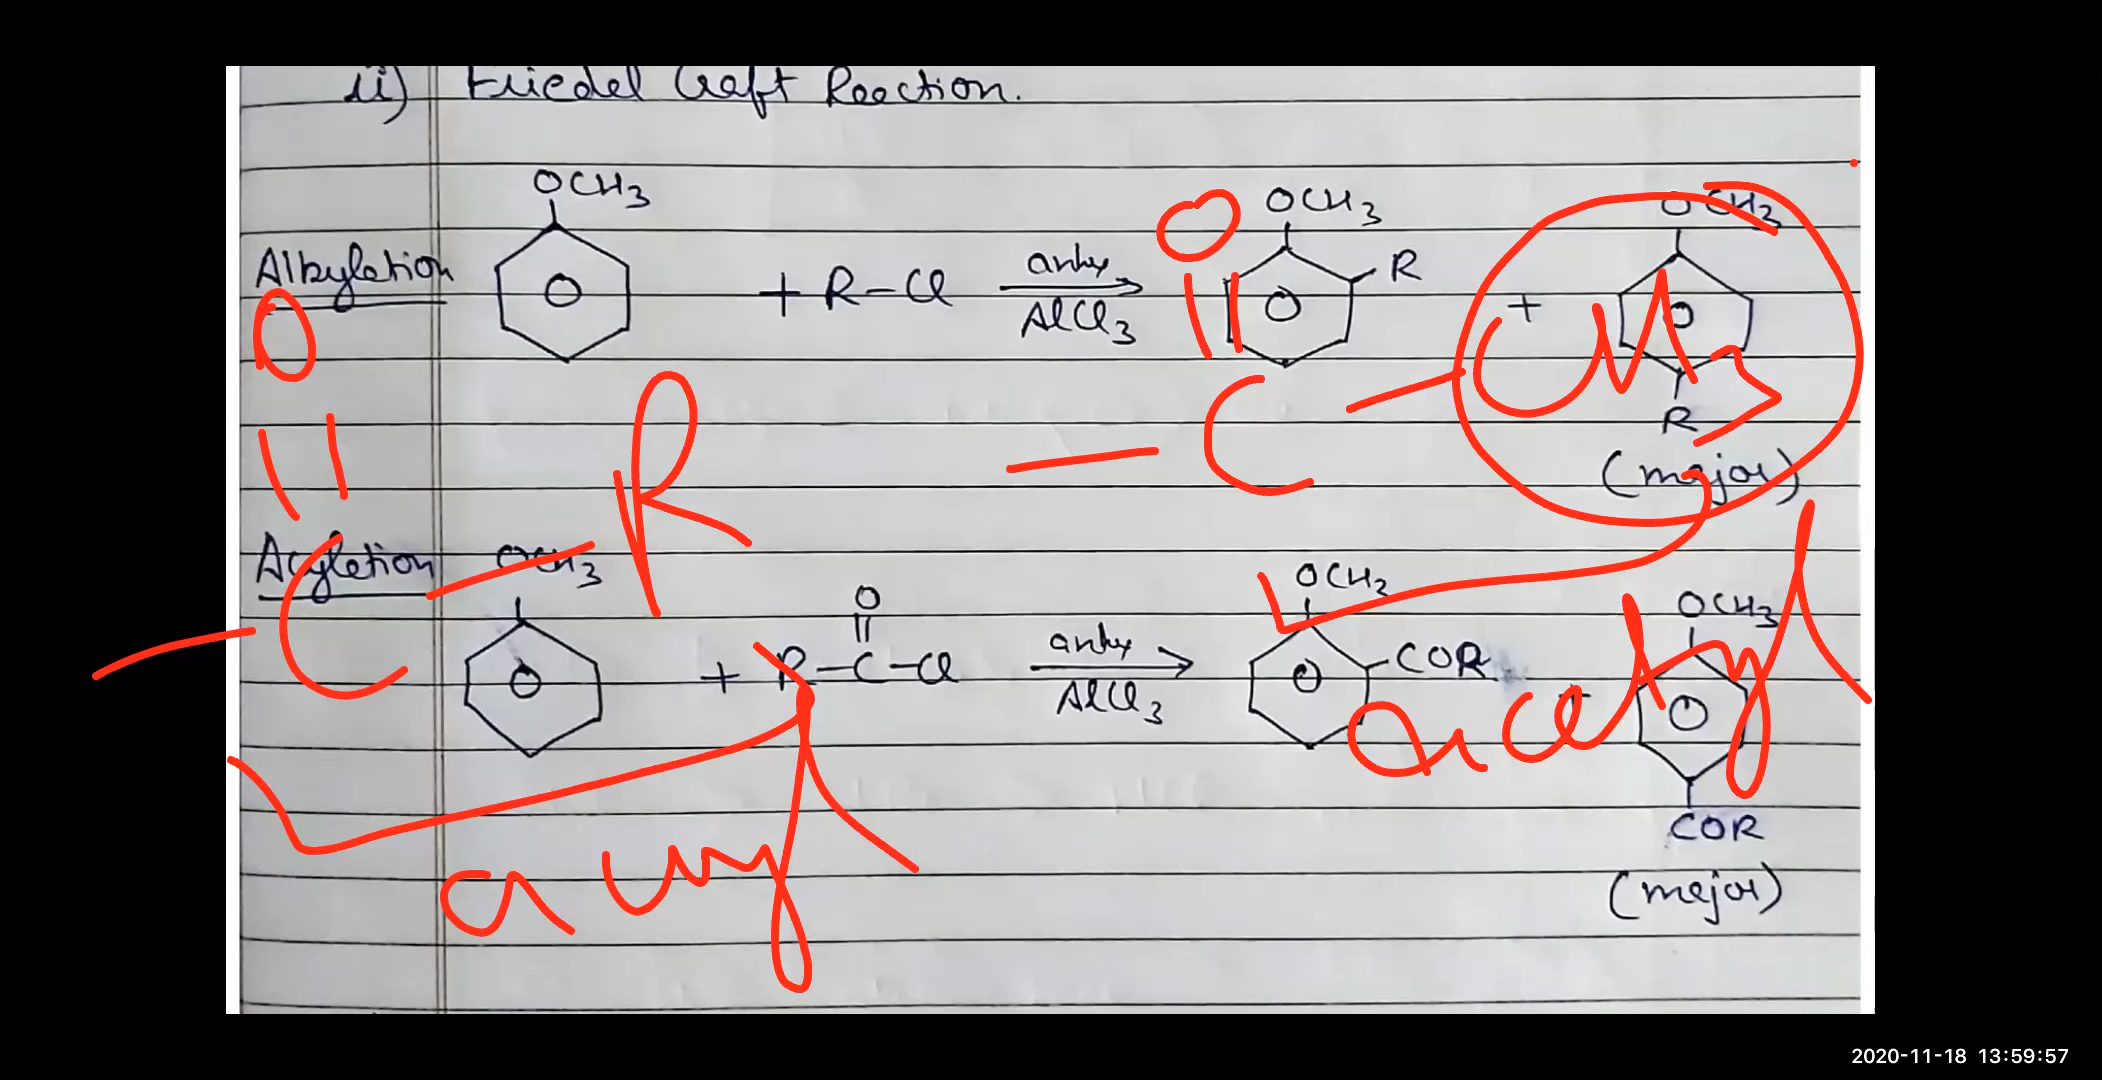 ii) Friedel Craft Reaction.
OCH3
OCH3
OCH3
Alkylation
+ R-Cl
anhy
AlCl3
R
+
R
(major)
O
||
-C-CH3
acetyl
O
||
-C-R
acyl
Acylation
OCH3
OCH2
OCH3
O
||
+ R-C-Cl
anhy
AlCl3
COR
COR
(major)
2020-11-18 13:59:57